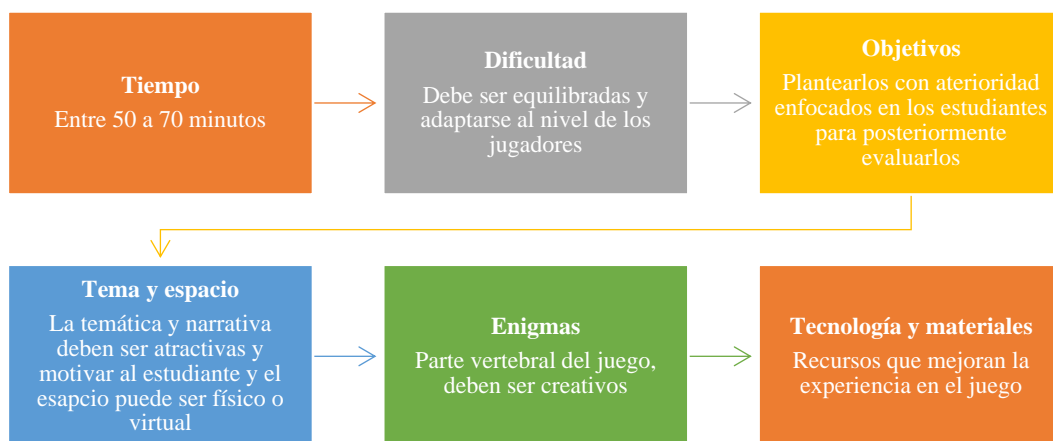 Tiempo
Entre 50 a 70 minutos
Dificultad
Debe ser equilibradas y
adaptarse al nivel de los
jugadores
Objetivos
Plantearlos con aterioridad
enfocados en los estudiantes
para posteriormente
evaluarlos
Tema y espacio
La temática y narrativa
deben ser atractivas y
motivar al estudiante y el
esapcio puede ser físico o
virtual
Enigmas
Parte vertebral del juego,
deben ser creativos
Tecnología y materiales
Recursos que mejoran la
experiencia en el juego